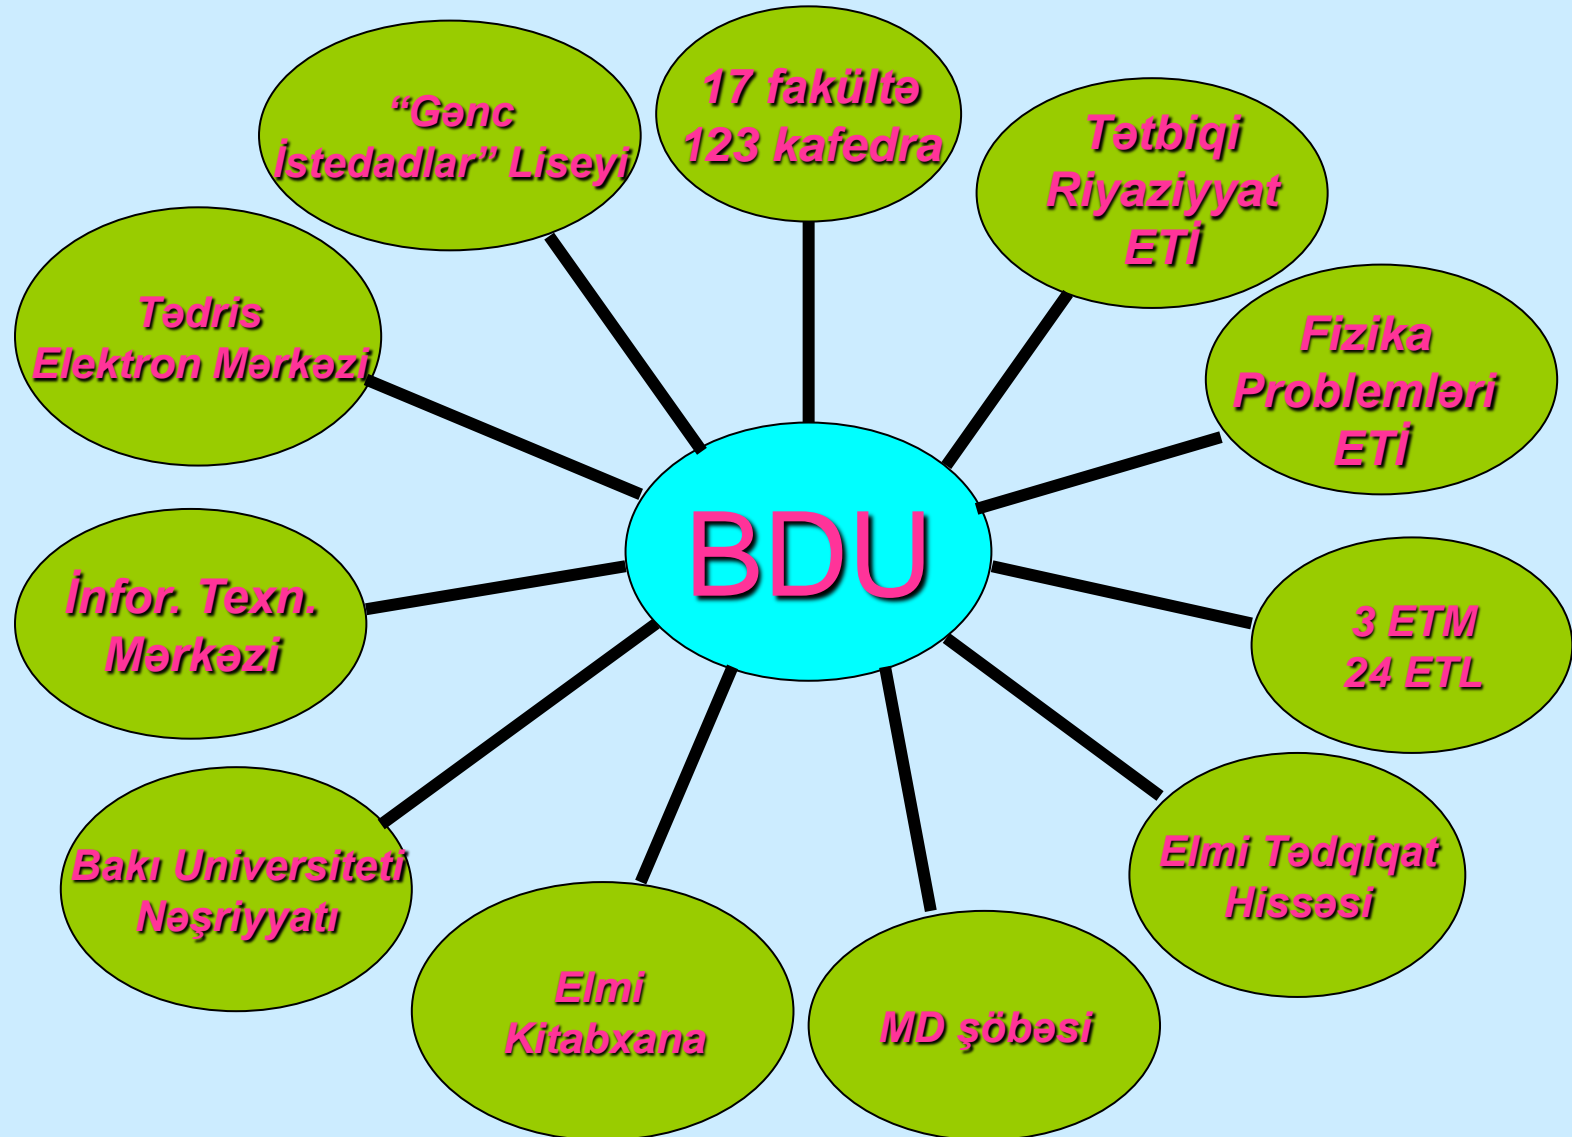 17 fakültə
123 kafedra
“Gənc
İstedadlar” Liseyi
Tətbiqi
Riyaziyyat
ETİ
Tədris
Elektron Mərkəzi
Fizika
Problemləri
ETİ
BDU
İnfor. Texn.
Mərkəzi
3 ETM
24 ETL
Bakı Universiteti
Nəşriyyatı
Elmi Tədqiqat
Hissəsi
Elmi
Kitabxana
MD şöbəsi